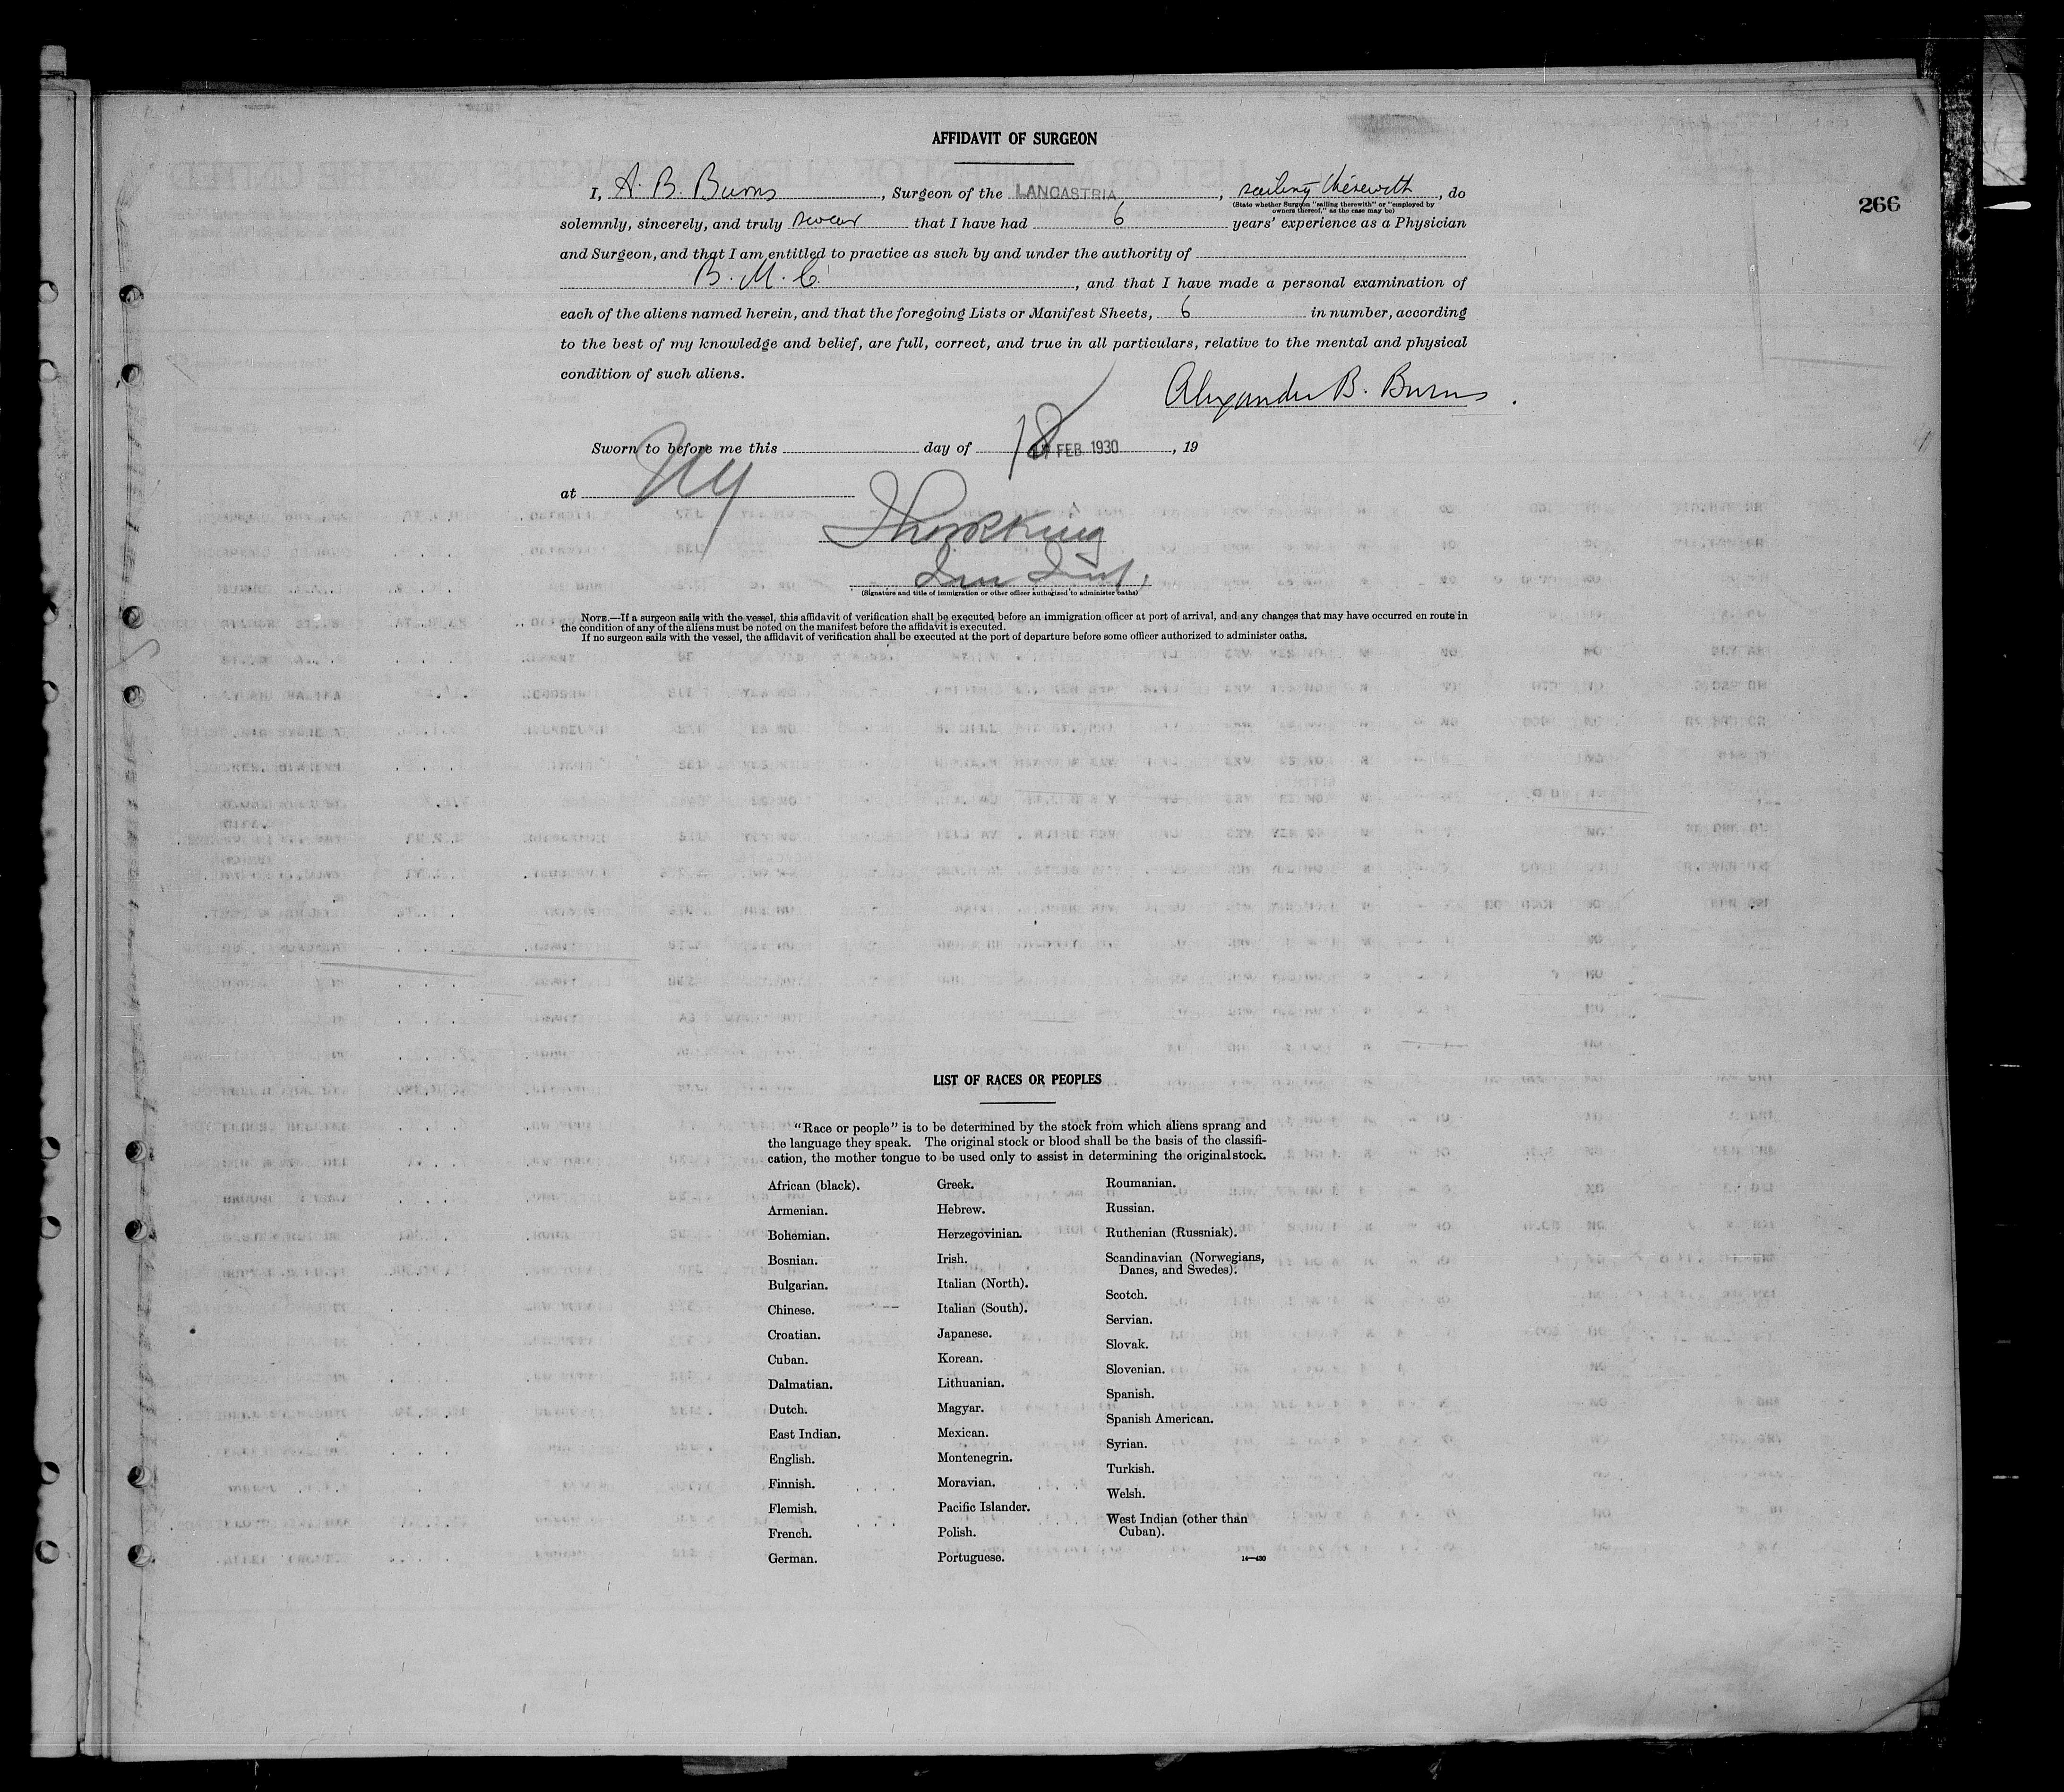 AFFIDAVIT OF SURGEON
266
I, A. B. Burns, Surgeon of the LANCASTRIA, sailing therewith, do
(State whether Surgeon "sailing therewith" or "employed by
owners thereof," as the case may be)
solemnly, sincerely, and truly swear that I have had 6 years' experience as a Physician
and Surgeon, and that I am entitled to practice as such by and under the authority of
B. M. C., and that I have made a personal examination of
each of the aliens named herein, and that the foregoing Lists or Manifest Sheets, 6 in number, according
to the best of my knowledge and belief, are full, correct, and true in all particulars, relative to the mental and physical
condition of such aliens.
Alexander B. Burns.
Sworn to before me this day of 18 FEB 1930, 19
at NY
(Signature and title of immigration or other officer authorized to administer oaths)
NOTE.—If a surgeon sails with the vessel, this affidavit of verification shall be executed before an immigration officer at port of arrival, and any changes that may have occurred en route in
the condition of any of the aliens must be noted on the manifest before the affidavit is executed.
If no surgeon sails with the vessel, the affidavit of verification shall be executed at the port of departure before some officer authorized to administer oaths.
LIST OF RACES OR PEOPLES
"Race or people" is to be determined by the stock from which aliens sprang and
the language they speak. The original stock or blood shall be the basis of the classifi-
cation, the mother tongue to be used only to assist in determining the original stock.
African (black).
Armenian.
Bohemian.
Bosnian.
Bulgarian.
Chinese.
Croatian.
Cuban.
Dalmatian.
Dutch.
East Indian.
English.
Finnish.
Flemish.
French.
German.
Greek.
Hebrew.
Herzegovinian.
Irish.
Italian (North).
Italian (South).
Japanese.
Korean.
Lithuanian.
Magyar.
Mexican.
Montenegrin.
Moravian.
Pacific Islander.
Polish.
Portuguese.
Roumanian.
Russian.
Ruthenian (Russniak).
Scandinavian (Norwegians,
Danes, and Swedes).
Scotch.
Servian.
Slovak.
Slovenian.
Spanish.
Spanish American.
Syrian.
Turkish.
Welsh.
West Indian (other than
Cuban).
14—430